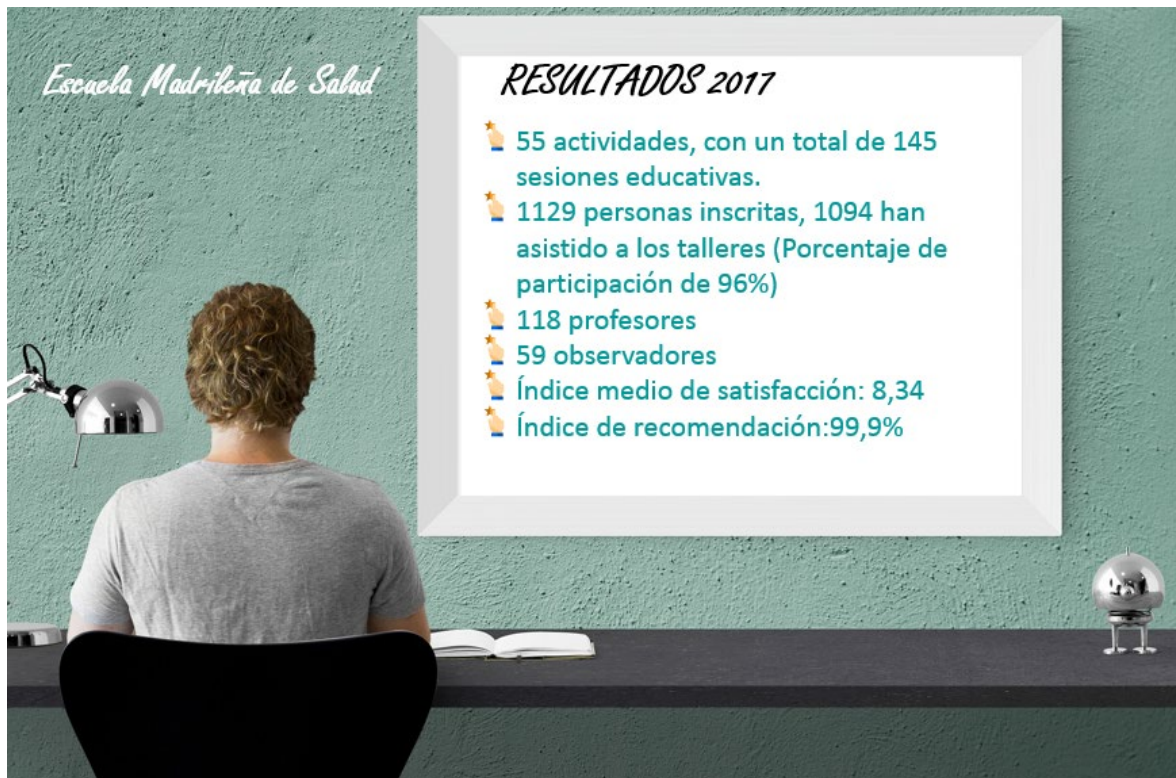 Escuela Madrileña de Salud
RESULTADOS 2017
55 actividades, con un total de 145
sesiones educativas.
1129 personas inscritas, 1094 han
asistido a los talleres (Porcentaje de
participación de 96%)
118 profesores
59 observadores
Índice medio de satisfacción: 8,34
Índice de recomendación:99,9%